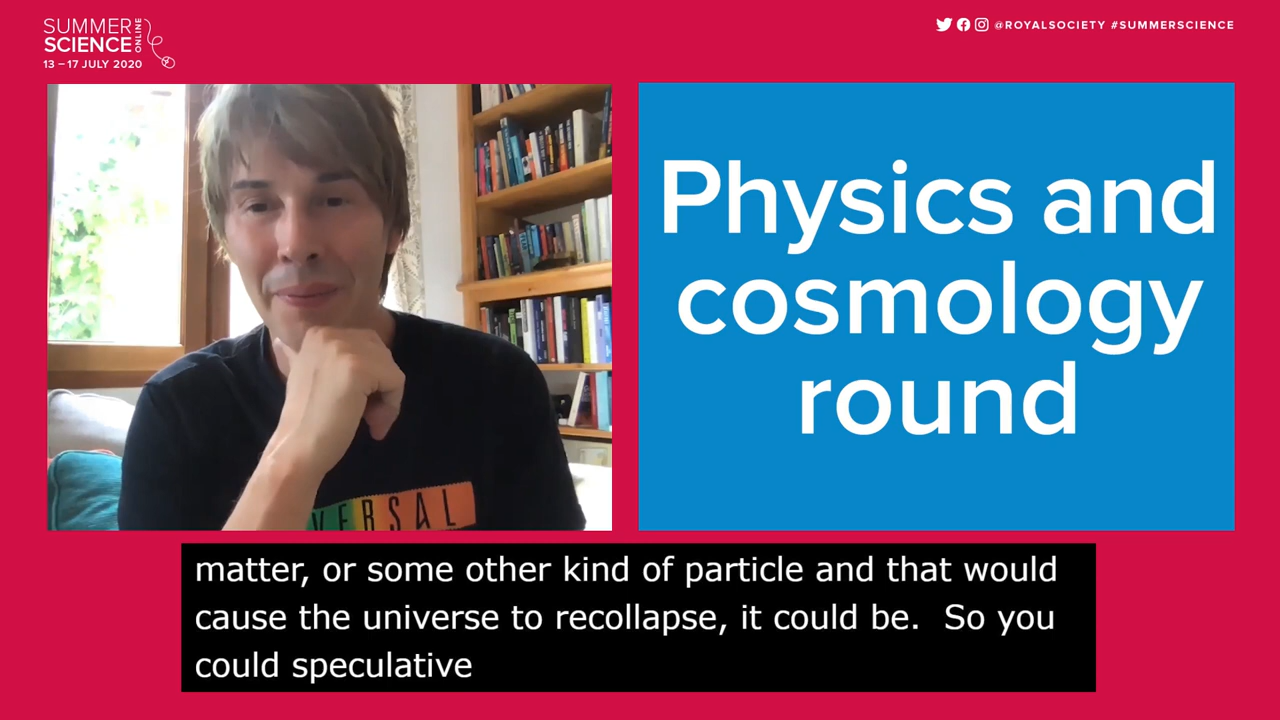 SUMMER
SCIENCE
ONLINE
13 – 17 JULY 2020
@ROYALSOCIETY #SUMMERSCIENCE
Physics and
cosmology
round
VERSAL
matter, or some other kind of particle and that would
cause the universe to recollapse, it could be.  So you
could speculative